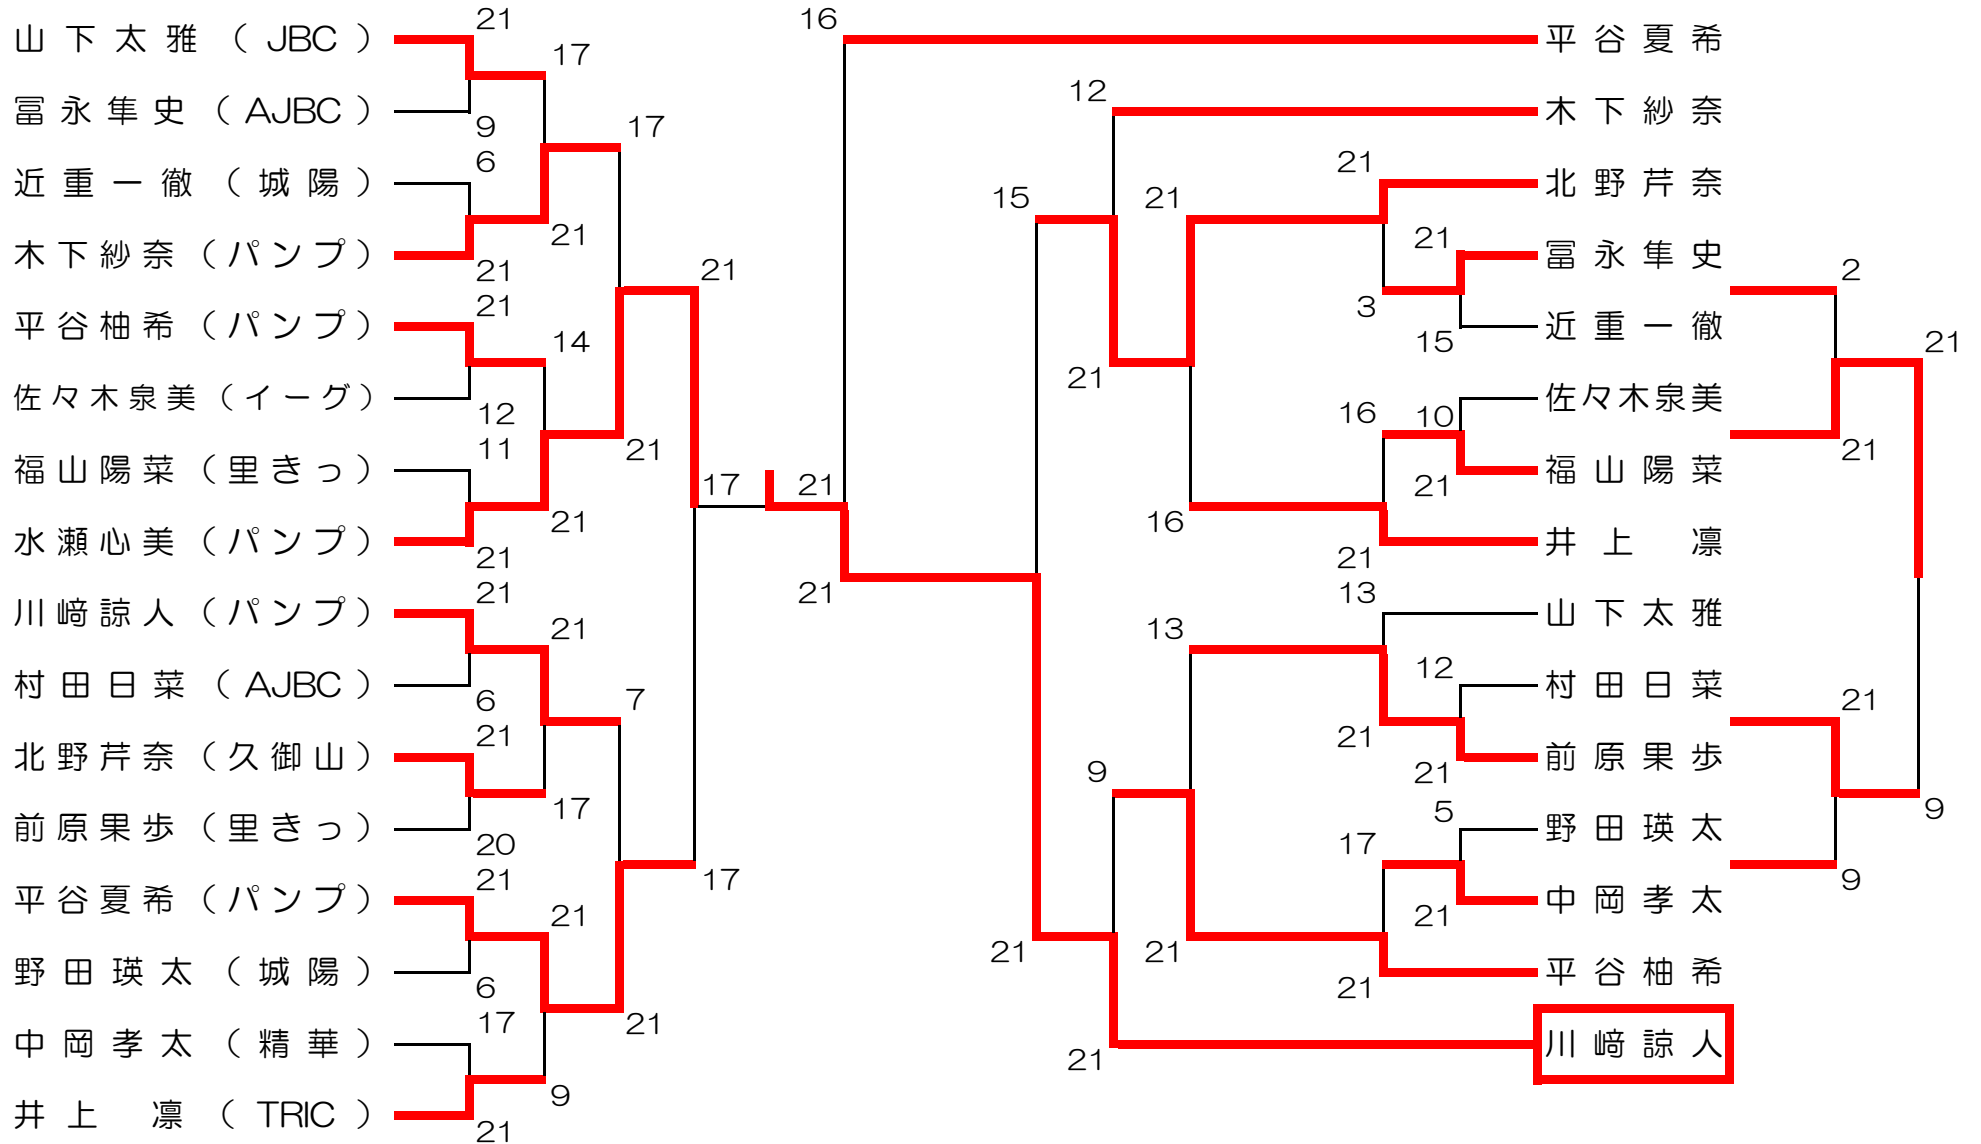 山下太雅（JBC）
冨永隼史（AJBC）
近重一徹（城陽）
木下紗奈（パンプ）
平谷柚希（パンプ）
佐々木泉美（イーグ）
福山陽菜（里きっ）
水瀬心美（パンプ）
川﨑諒人（パンプ）
村田日菜（AJBC）
北野芹奈（久御山）
前原果歩（里きっ）
平谷夏希（パンプ）
野田瑛太（城陽）
中岡孝太（精華）
井上　凛（TRIC）
21
9
6
21
21
12
11
21
21
6
21
20
21
6
17
21
17
21
14
21
21
17
21
9
17
21
7
21
21
17
17
21
16
21
15
21
12
21
9
21
21
16
13
21
21
3
16
21
13
21
17
21
21
15
10
21
12
21
5
21
平谷夏希
木下紗奈
北野芹奈
冨永隼史
近重一徹
佐々木泉美
福山陽菜
井上　凛
山下太雅
村田日菜
前原果歩
野田瑛太
中岡孝太
平谷柚希
川﨑諒人
2
21
21
9
21
9